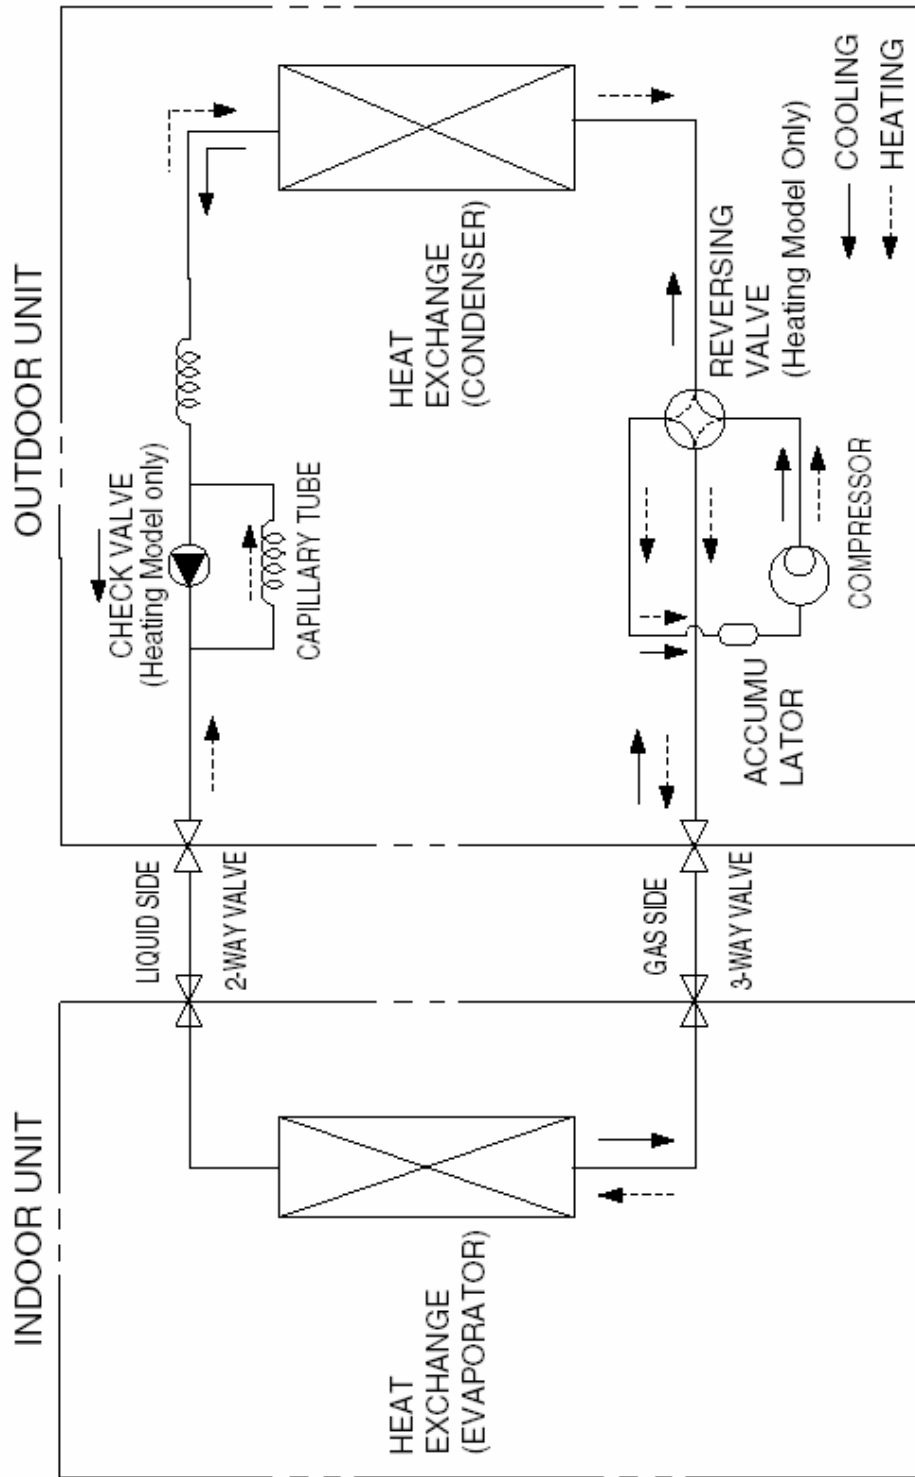 INDOOR UNIT
OUTDOOR UNIT
HEAT
EXCHANGE
(EVAPORATOR)
LIQUID SIDE
2-WAY VALVE
GAS SIDE
3-WAY VALVE
CHECK VALVE
(Heating Model only)
CAPILLARY TUBE
HEAT
EXCHANGE
(CONDENSER)
ACCUMU
LATOR
COMPRESSOR
REVERSING
VALVE
(Heating Model Only)
COOLING
HEATING